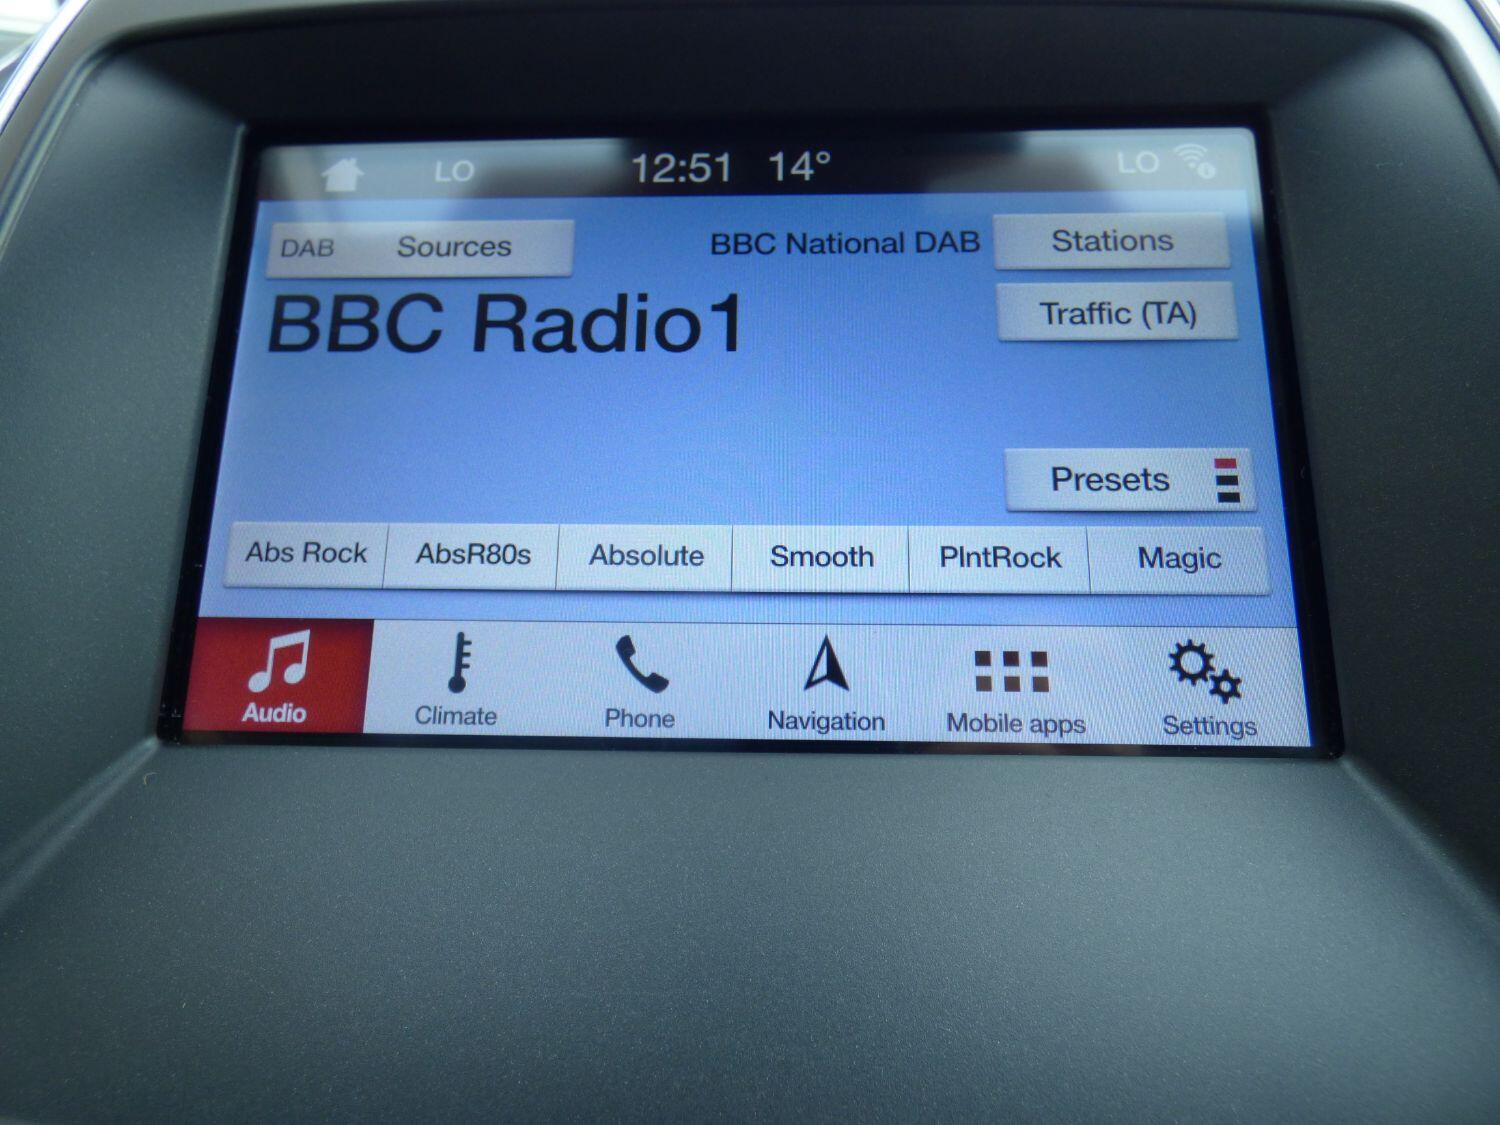 LO 12:51 14° LO
DAB Sources BBC National DAB Stations
BBC Radio1
Traffic (TA)
Presets
Abs Rock AbsR80s Absolute Smooth PlntRock Magic
Audio Climate Phone Navigation Mobile apps Settings